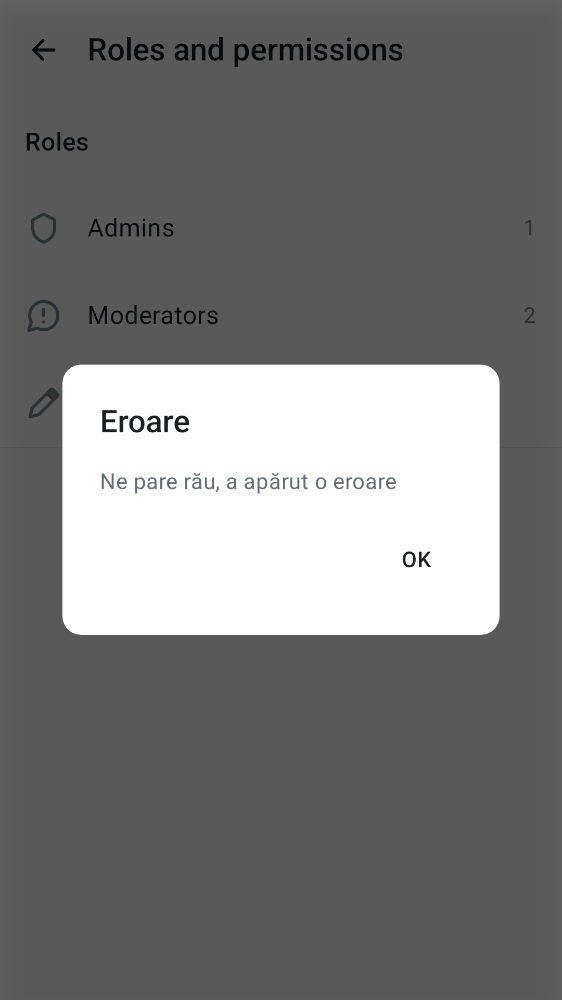 Roles and permissions
Roles
Admins 1
Moderators 2
Eroare
Ne pare rău, a apărut o eroare
OK